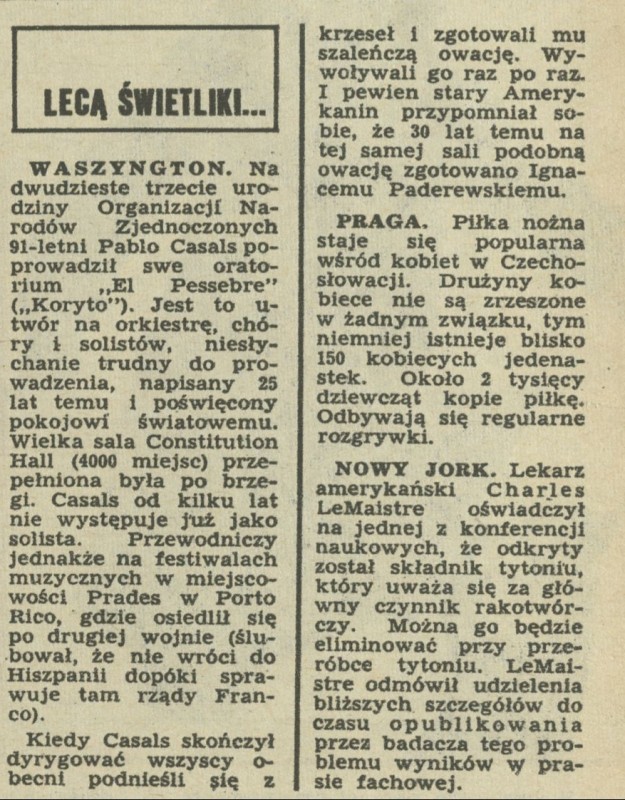 LECĄ ŚWIETLIKI...
WASZYNGTON. Na
dwudzieste trzecie uro-
dziny Organizacji Na-
rodów Zjednoczonych
91-letni Pablo Casals po-
prowadził swe orato-
rium „El Pessebre”
(„Koryto”). Jest to u-
twór na orkiestrę, chó-
ry i solistów, niesły-
chanie trudny do pro-
wadzenia, napisany 25
lat temu i poświęcony
pokojowi światowemu.
Wielka sala Constitution
Hall (4000 miejsc) prze-
pełniona była po brze-
gi. Casals od kilku lat
nie występuje już jako
solista. Przewodniczy
jednakże na festiwalach
muzycznych w miejsco-
wości Prades w Porto
Rico, gdzie osiedlił się
po drugiej wojnie (ślu-
bował, że nie wróci do
Hiszpanii dopóki spra-
wuje tam rządy Fran-
co).
Kiedy Casals skończył
dyrygować wszyscy o-
becni podnieśli się z
krzeseł i zgotowali mu
szaleńczą owację. Wy-
woływali go raz po raz.
I pewien stary Amery-
kanin przypomniał so-
bie, że 30 lat temu na
tej samej sali podobną
owację zgotowano Igna-
cemu Paderewskiemu.
PRAGA. Piłka nożna
staje się popularna
wśród kobiet w Czecho-
słowacji. Drużyny ko-
biece nie są zrzeszone
w żadnym związku, tym
niemniej istnieje blisko
150 kobiecych jedena-
stek. Około 2 tysięcy
dziewcząt kopie piłkę.
Odbywają się regularne
rozgrywki.
NOWY JORK. Lekarz
amerykański Charles
LeMaistre oświadczył
na jednej z konferencji
naukowych, że odkryty
został składnik tytoniu,
który uważa się za głó-
wny czynnik rakotwór-
czy. Można go będzie
eliminować przy prze-
róbce tytoniu. LeMai-
stre odmówił udzielenia
bliższych szczegółów do
czasu opublikowania
przez badacza tego pro-
blemu wyników w pra-
sie fachowej.